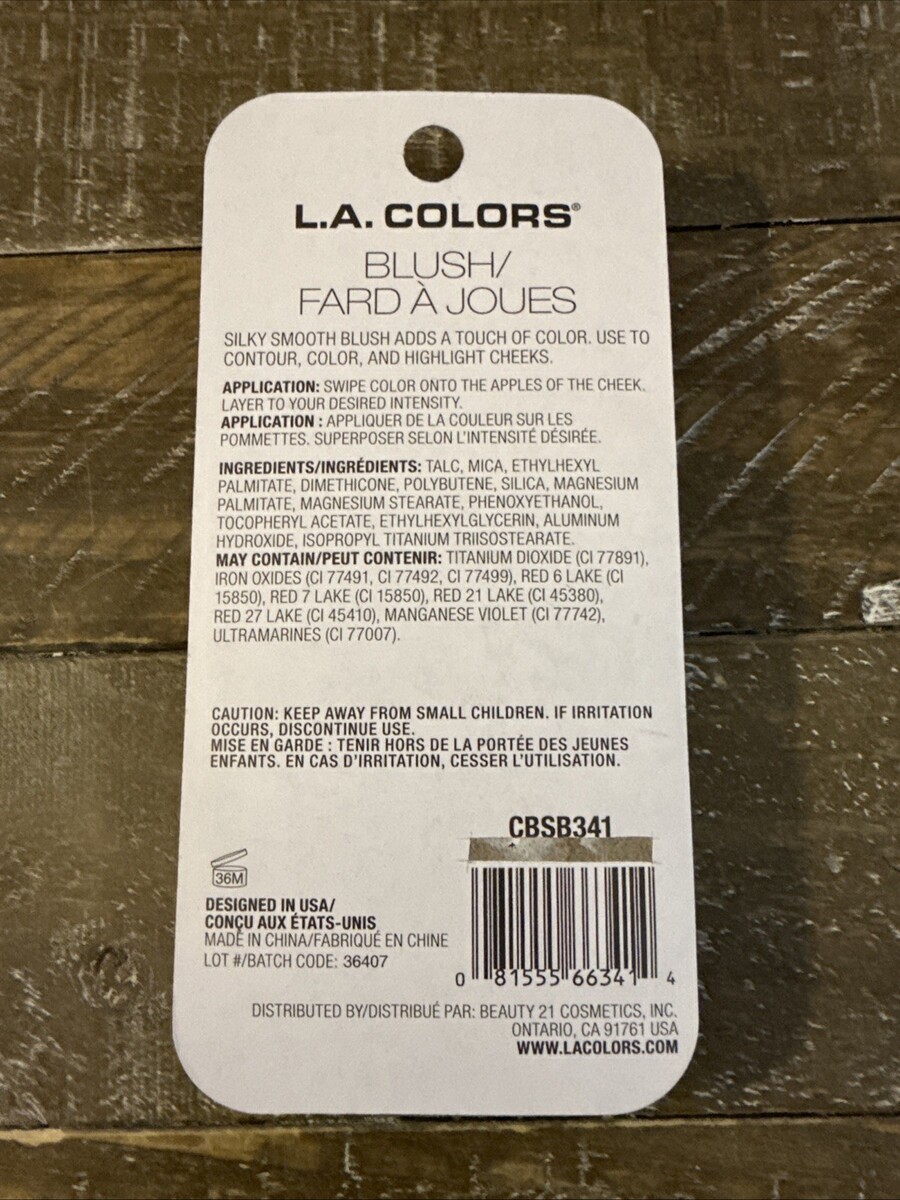 L.A. COLORS®
BLUSH/
FARD À JOUES
SILKY SMOOTH BLUSH ADDS A TOUCH OF COLOR. USE TO
CONTOUR, COLOR, AND HIGHLIGHT CHEEKS.
APPLICATION: SWIPE COLOR ONTO THE APPLES OF THE CHEEK.
LAYER TO YOUR DESIRED INTENSITY.
APPLICATION : APPLIQUER DE LA COULEUR SUR LES
POMMETTES. SUPERPOSER SELON L'INTENSITÉ DÉSIRÉE.
INGREDIENTS/INGRÉDIENTS: TALC, MICA, ETHYLHEXYL
PALMITATE, DIMETHICONE, POLYBUTENE, SILICA, MAGNESIUM
PALMITATE, MAGNESIUM STEARATE, PHENOXYETHANOL,
TOCOPHERYL ACETATE, ETHYLHEXYLGLYCERIN, ALUMINUM
HYDROXIDE, ISOPROPYL TITANIUM TRIISOSTEARATE.
MAY CONTAIN/PEUT CONTENIR: TITANIUM DIOXIDE (CI 77891),
IRON OXIDES (CI 77491, CI 77492, CI 77499), RED 6 LAKE (CI
15850), RED 7 LAKE (CI 15850), RED 21 LAKE (CI 45380),
RED 27 LAKE (CI 45410), MANGANESE VIOLET (CI 77742),
ULTRAMARINES (CI 77007).
CAUTION: KEEP AWAY FROM SMALL CHILDREN. IF IRRITATION
OCCURS, DISCONTINUE USE.
MISE EN GARDE : TENIR HORS DE LA PORTÉE DES JEUNES
ENFANTS. EN CAS D'IRRITATION, CESSER L'UTILISATION.
CBSB341
36M
DESIGNED IN USA/
CONÇU AUX ÉTATS-UNIS
MADE IN CHINA/FABRIQUÉ EN CHINE
LOT #/BATCH CODE: 36407
0 81555 66341 4
DISTRIBUTED BY/DISTRIBUÉ PAR: BEAUTY 21 COSMETICS, INC.
ONTARIO, CA 91761 USA
WWW.LACOLORS.COM